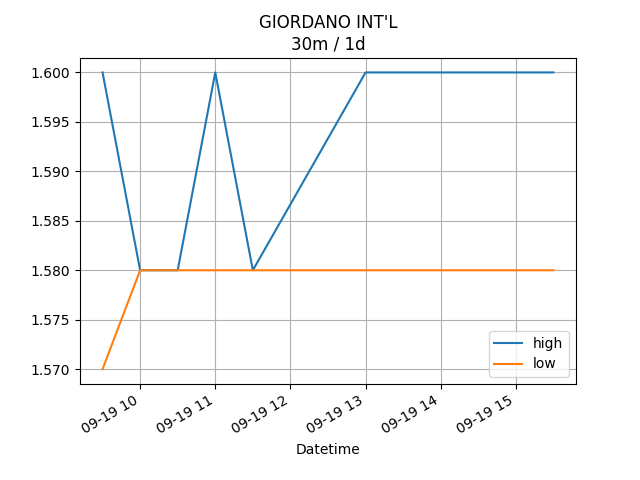 GIORDANO INT'L
30m / 1d
1.600
1.595
1.590
1.585
1.580
1.575
1.570
high
low
09-19 10
09-19 11
09-19 12
09-19 13
09-19 14
09-19 15
Datetime